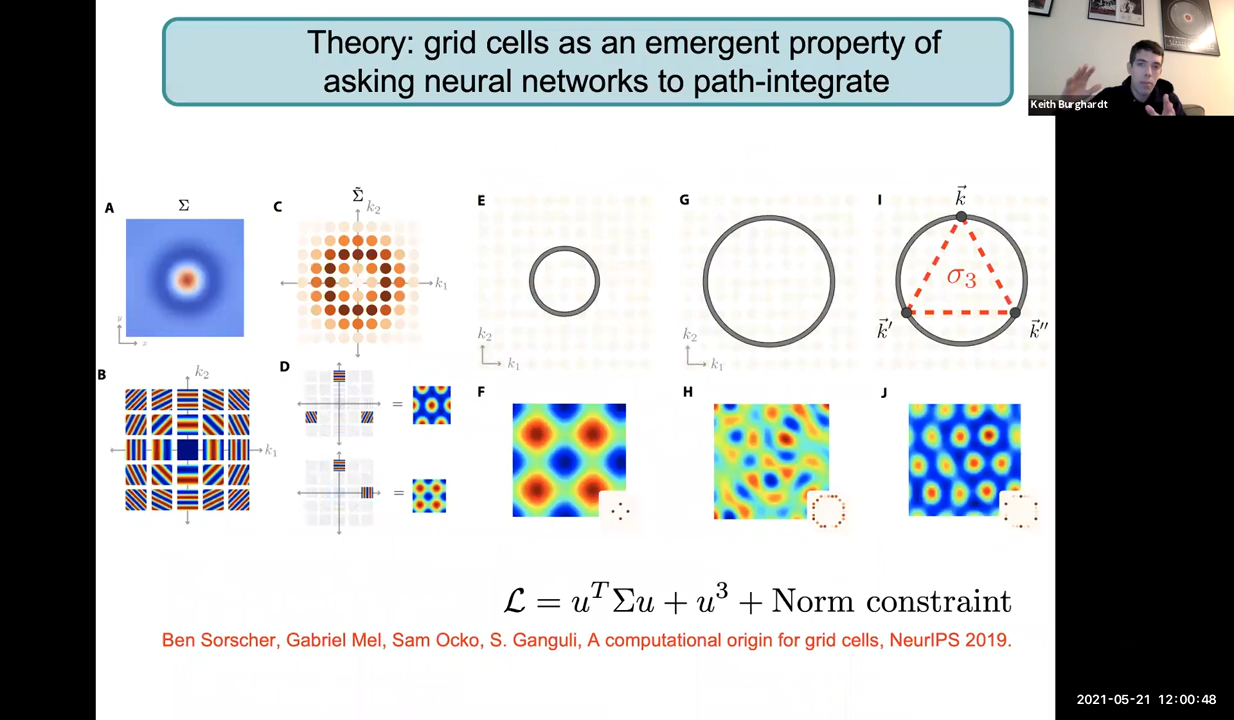 Theory: grid cells as an emergent property of
asking neural networks to path-integrate
Keith Burghardt
A
Σ
y
x
B
k₂
k₁
C
Σ̃
k₂
k₁
D
=
=
E
k₂
k₁
F
G
k₂
k₁
H
I
k⃗
σ₃
k⃗′
k⃗′′
J
ℒ = uᵀΣu + u³ + Norm constraint
Ben Sorscher, Gabriel Mel, Sam Ocko, S. Ganguli, A computational origin for grid cells, NeurIPS 2019.
2021-05-21 12:00:48